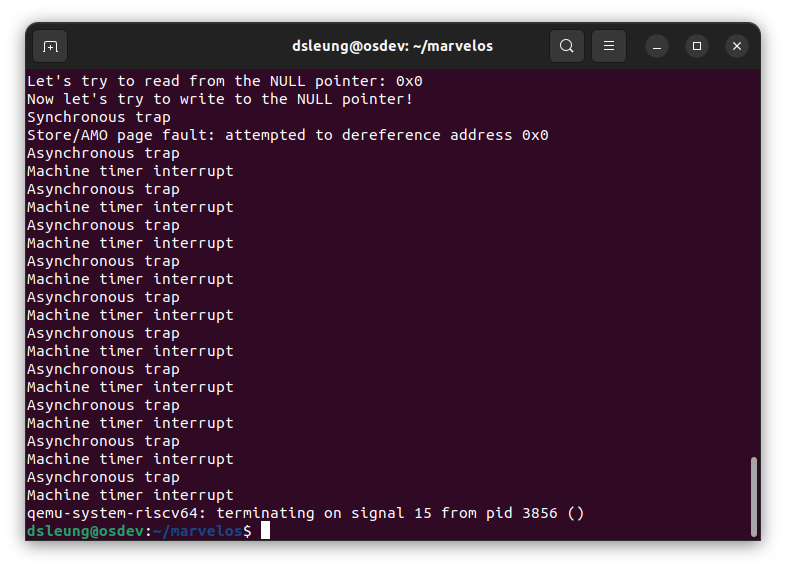 dsleung@osdev: ~/marvelos
Let's try to read from the NULL pointer: 0x0
Now let's try to write to the NULL pointer!
Synchronous trap
Store/AMO page fault: attempted to dereference address 0x0
Asynchronous trap
Machine timer interrupt
Asynchronous trap
Machine timer interrupt
Asynchronous trap
Machine timer interrupt
Asynchronous trap
Machine timer interrupt
Asynchronous trap
Machine timer interrupt
Asynchronous trap
Machine timer interrupt
Asynchronous trap
Machine timer interrupt
Asynchronous trap
Machine timer interrupt
Asynchronous trap
Machine timer interrupt
Asynchronous trap
Machine timer interrupt
qemu-system-riscv64: terminating on signal 15 from pid 3856 ()
dsleung@osdev:~/marvelos$